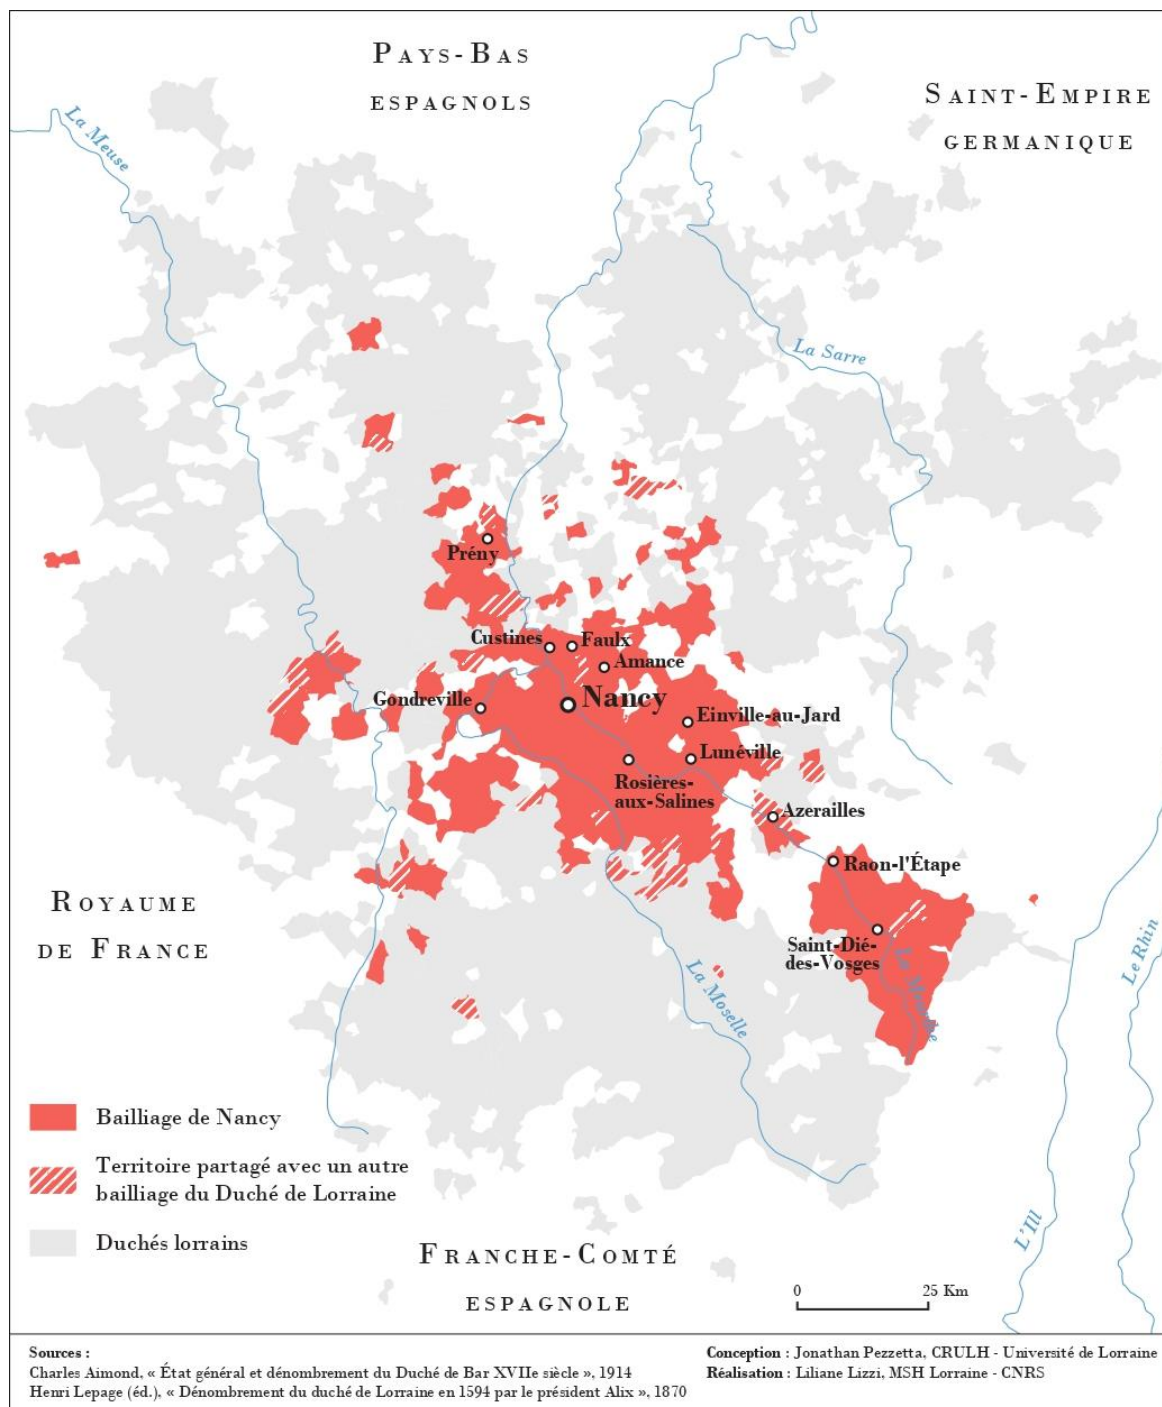 PAYS-BAS
ESPAGNOLS
SAINT-EMPIRE
GERMANIQUE
La Meuse
La Sarre
Prény
Custines
Faulx
Amance
Gondreville
Nancy
Einville-au-Jard
Lunéville
Rosières-
aux-Salines
Azerailles
Raon-l'Étape
ROYAUME
DE FRANCE
Saint-Dié-
des-Vosges
La Meurthe
La Moselle
Le Rhin
L'Ill
Bailliage de Nancy
Territoire partagé avec un autre
bailliage du Duché de Lorraine
Duchés lorrains
FRANCHE-COMTÉ
ESPAGNOLE
0 25 Km
Sources :
Charles Aimond, « État général et dénombrement du Duché de Bar XVIIe siècle », 1914
Henri Lepage (éd.), « Dénombrement du duché de Lorraine en 1594 par le président Alix », 1870
Conception : Jonathan Pezzetta, CRULH - Université de Lorraine
Réalisation : Liliane Lizzi, MSH Lorraine - CNRS